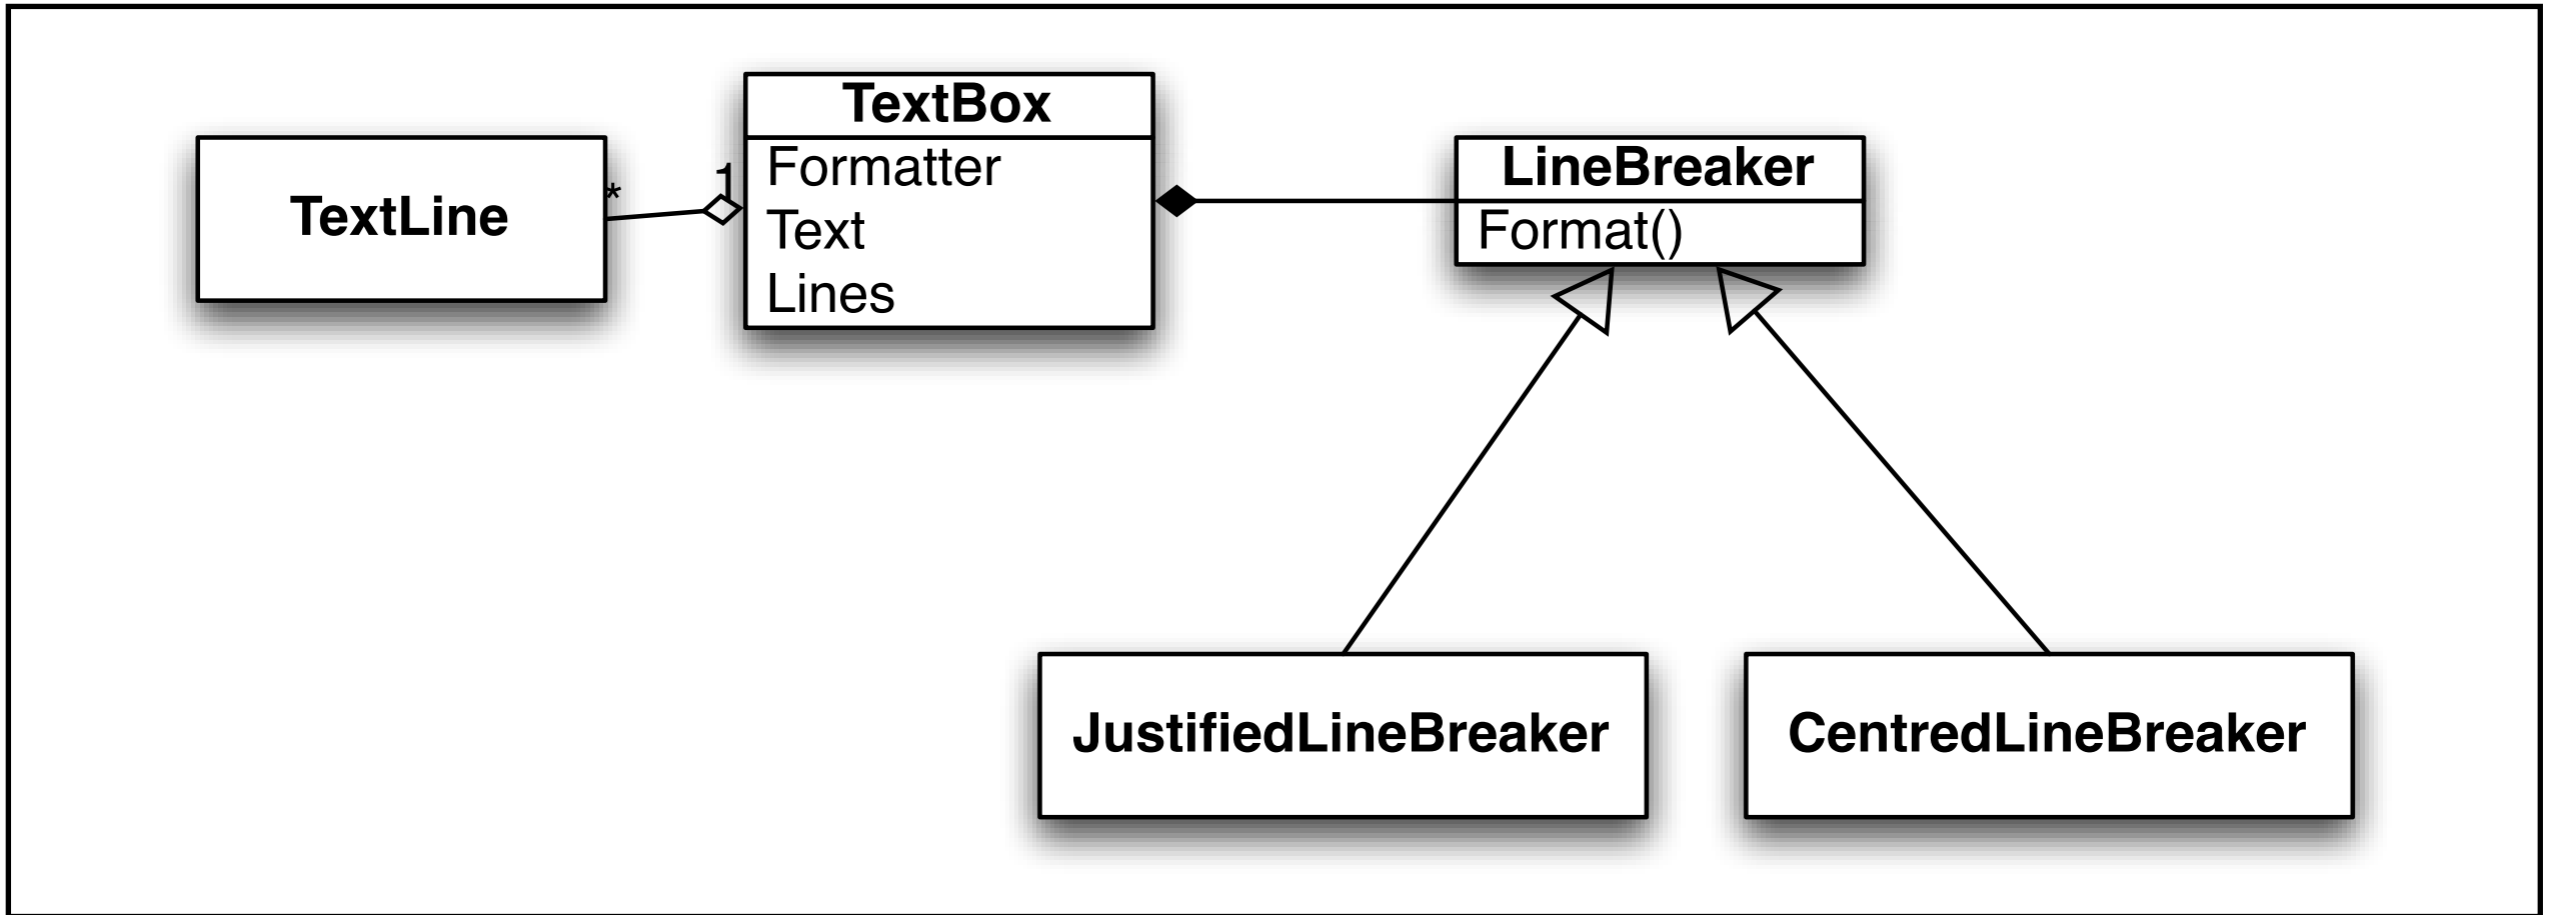 TextLine
*
1
TextBox
Formatter
Text
Lines
LineBreaker
Format()
JustifiedLineBreaker
CentredLineBreaker